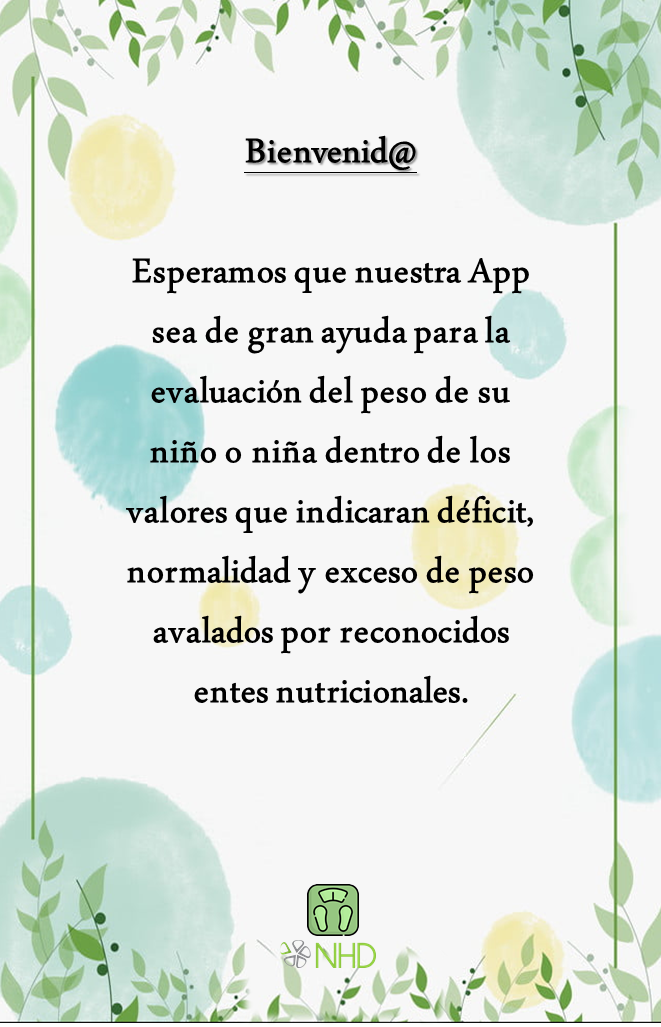 Bienvenid@
Esperamos que nuestra App
sea de gran ayuda para la
evaluación del peso de su
niño o niña dentro de los
valores que indicaran déficit,
normalidad y exceso de peso
avalados por reconocidos
entes nutricionales.
NHD